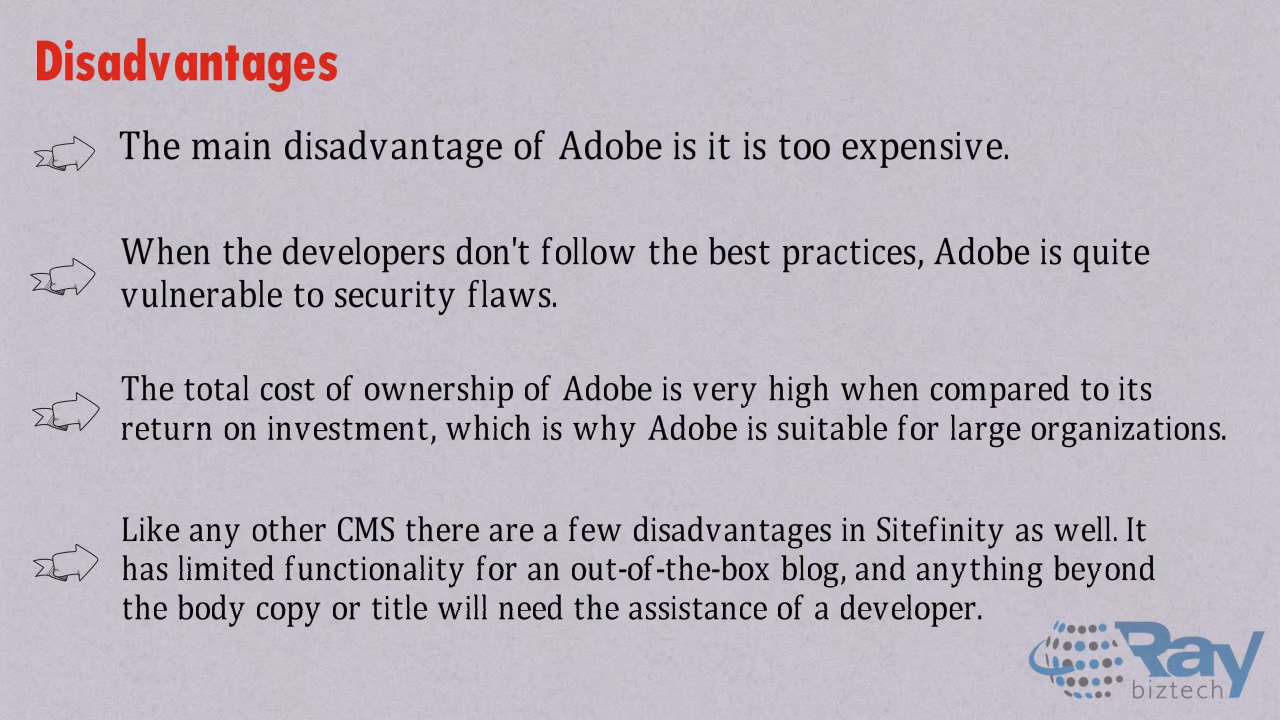 Disadvantages
The main disadvantage of Adobe is it is too expensive.
When the developers don't follow the best practices, Adobe is quite
vulnerable to security flaws.
The total cost of ownership of Adobe is very high when compared to its
return on investment, which is why Adobe is suitable for large organizations.
Like any other CMS there are a few disadvantages in Sitefinity as well. It
has limited functionality for an out-of-the-box blog, and anything beyond
the body copy or title will need the assistance of a developer.
Ray
biztech